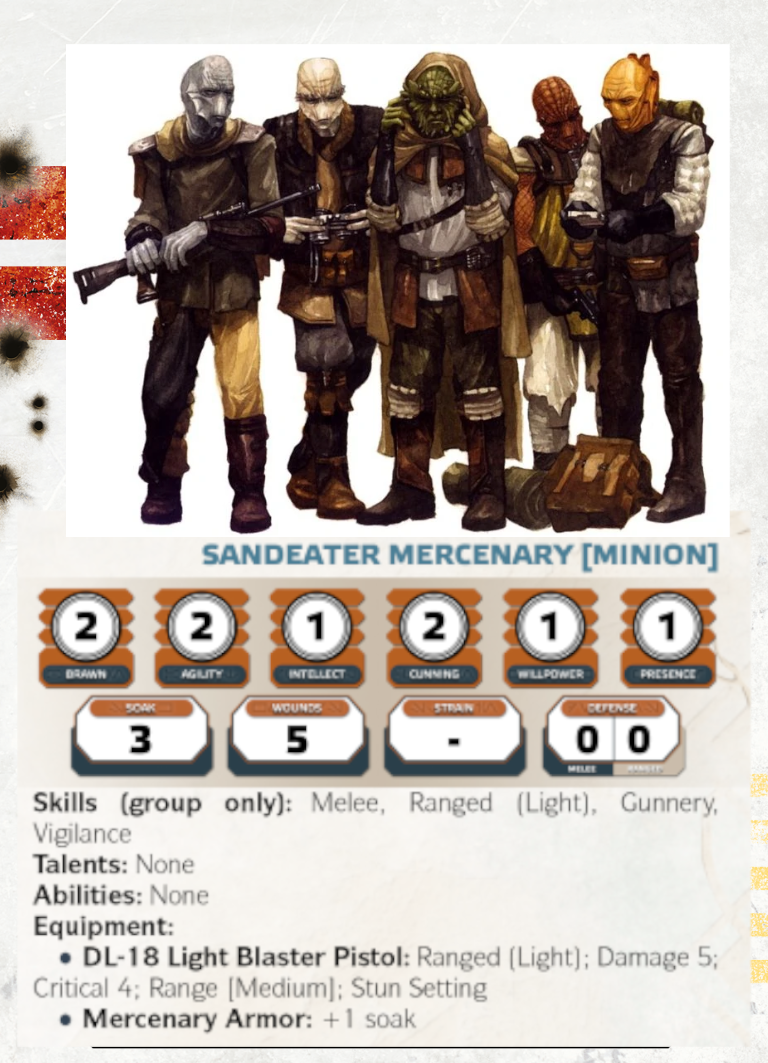 SANDEATER MERCENARY [MINION]
2 2 1 2 1 1
BRAWN AGILITY INTELLECT CUNNING WILLPOWER PRESENCE
SOAK WOUNDS STRAIN DEFENSE
3 5 - 0 0
MELEE RANGED
Skills (group only): Melee, Ranged (Light), Gunnery,
Vigilance
Talents: None
Abilities: None
Equipment:
• DL-18 Light Blaster Pistol: Ranged (Light); Damage 5;
Critical 4; Range [Medium]; Stun Setting
• Mercenary Armor: +1 soak